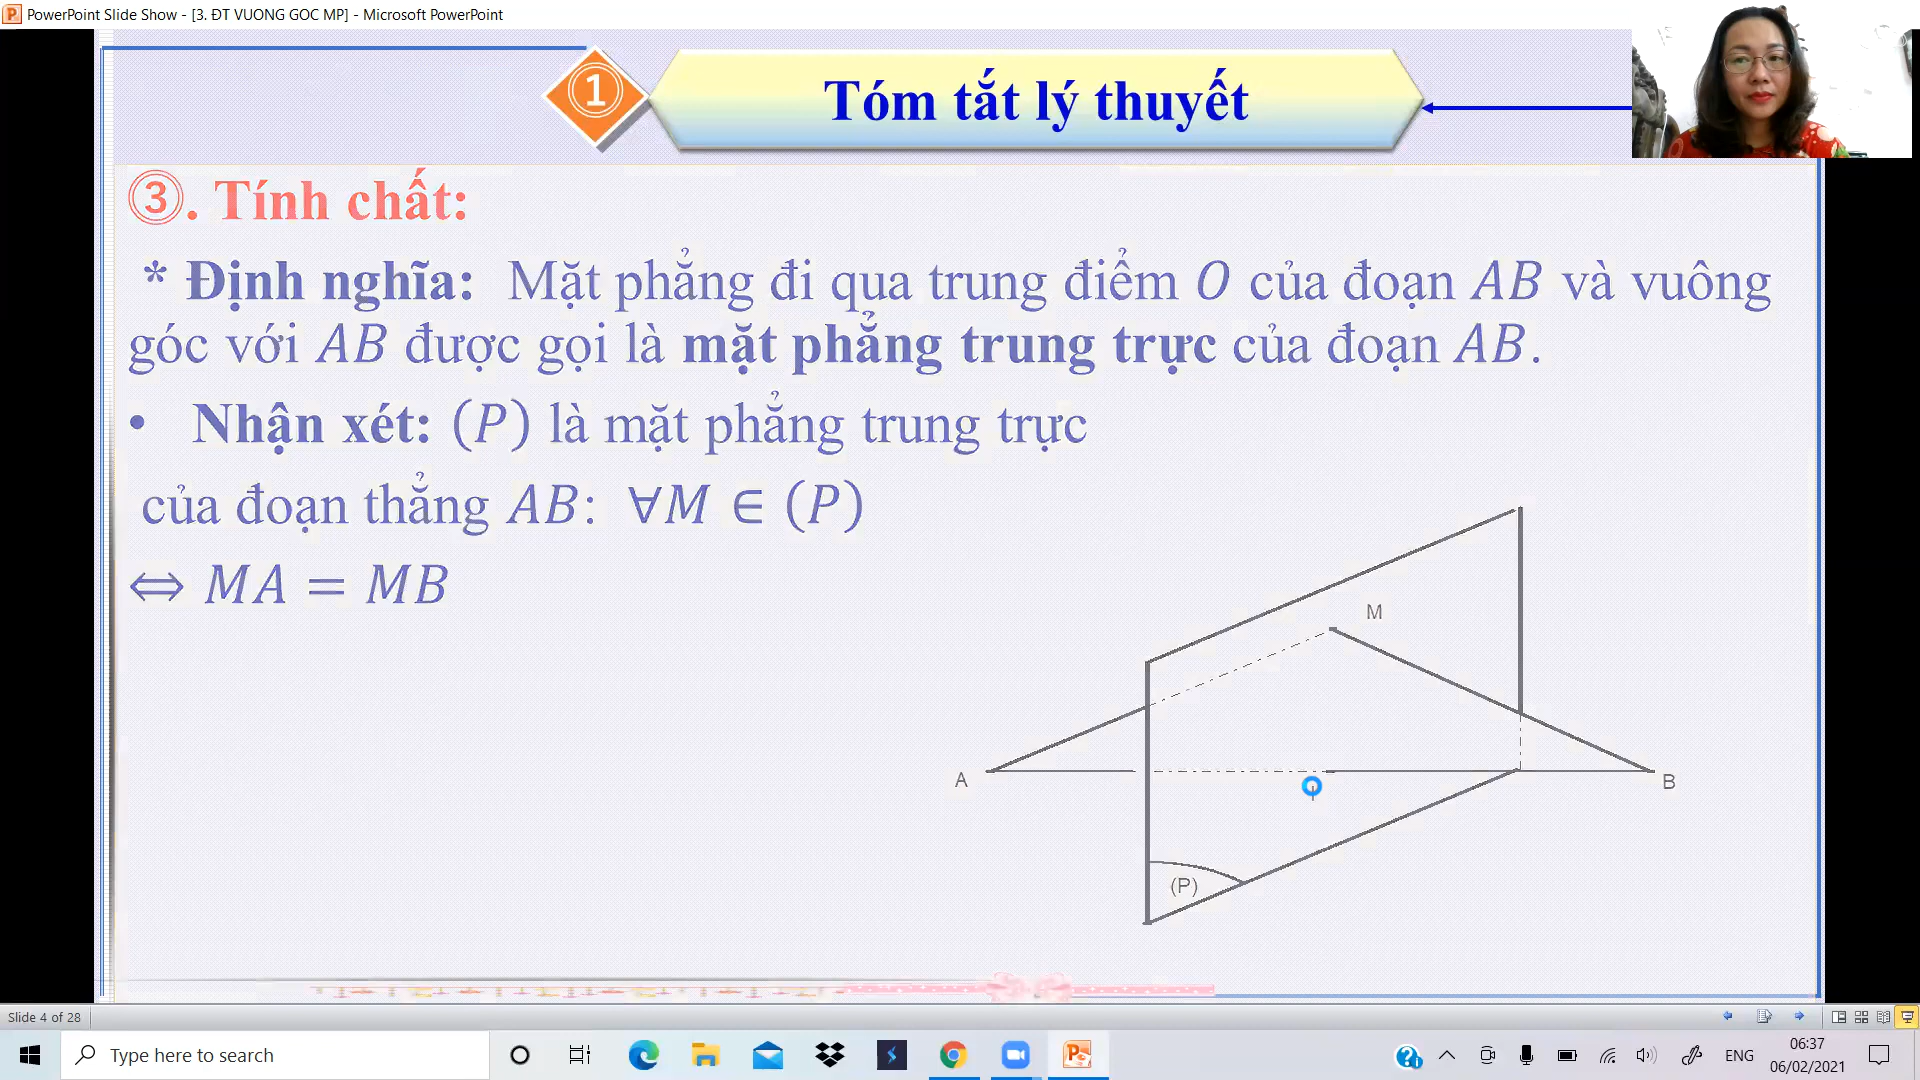 PowerPoint Slide Show - [3. ĐT VUONG GOC MP] - Microsoft PowerPoint
① Tóm tắt lý thuyết
③. Tính chất:
* Định nghĩa: Mặt phẳng đi qua trung điểm O của đoạn AB và vuông
góc với AB được gọi là mặt phẳng trung trực của đoạn AB.
• Nhận xét: (P) là mặt phẳng trung trực
của đoạn thẳng AB: ∀M ∈ (P)
⇔ MA = MB
M
A
B
(P)
Slide 4 of 28
Type here to search
ENG
06:37
06/02/2021